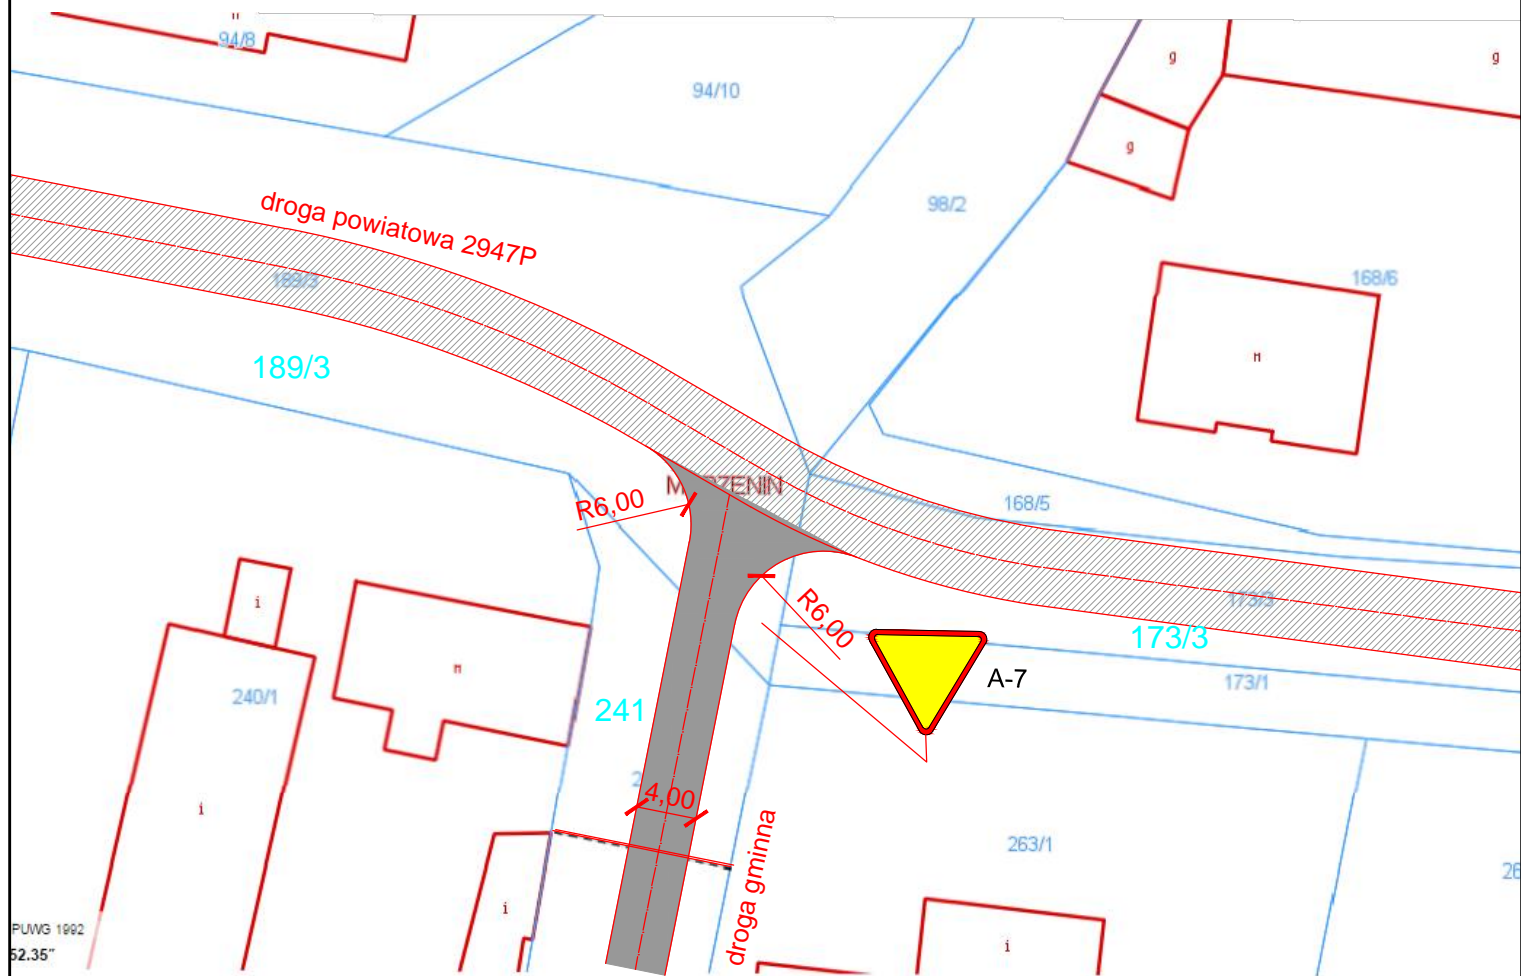 94/8
94/10
g
g
g
98/2
droga powiatowa 2947P
189/3
168/6
M
189/3
R6,00
168/5
i
173/3
R6,00
173/3
M
A-7
173/1
240/1
241
4,00
i
263/1
droga gminna
i
i
PUWG 1992
52.35"